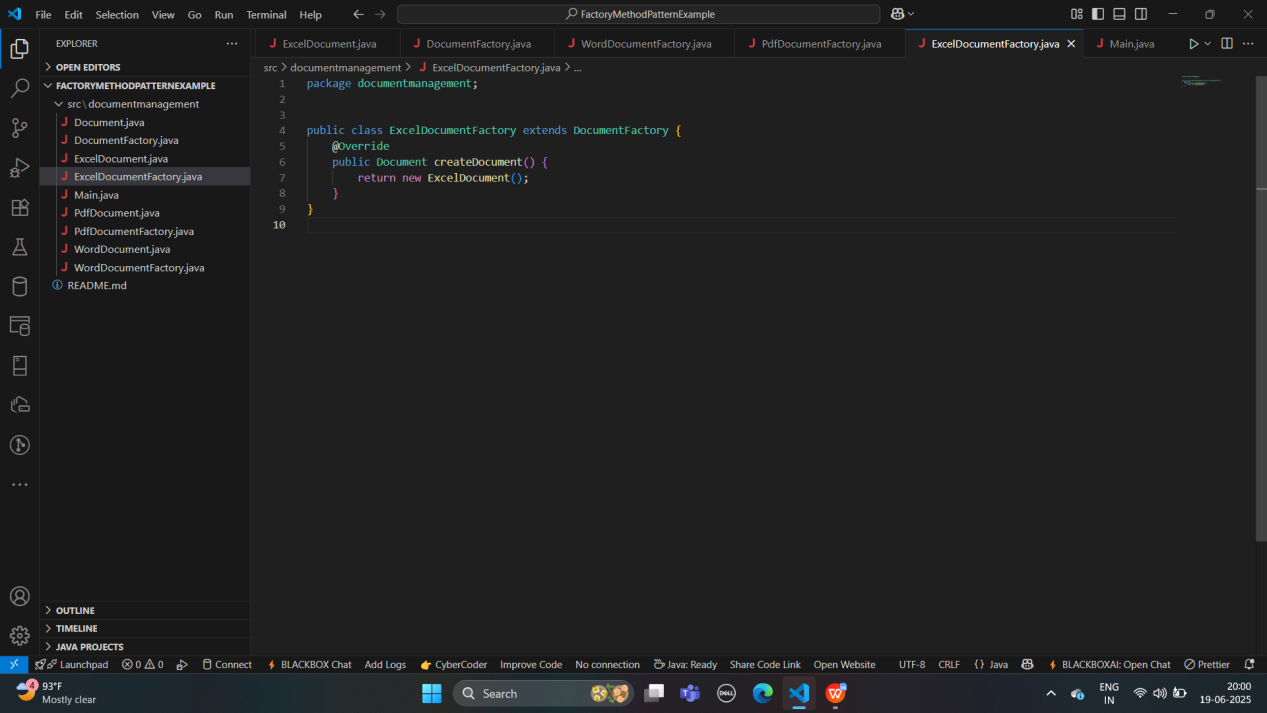 File Edit Selection View Go Run Terminal Help FactoryMethodPatternExample
EXPLORER
OPEN EDITORS
FACTORYMETHODPATTERNEXAMPLE
src\documentmanagement
Document.java
DocumentFactory.java
ExcelDocument.java
ExcelDocumentFactory.java
Main.java
PdfDocument.java
PdfDocumentFactory.java
WordDocument.java
WordDocumentFactory.java
README.md
OUTLINE
TIMELINE
JAVA PROJECTS
ExcelDocument.java DocumentFactory.java WordDocumentFactory.java PdfDocumentFactory.java ExcelDocumentFactory.java Main.java
src > documentmanagement > ExcelDocumentFactory.java > ...
1 package documentmanagement;
2
3
4 public class ExcelDocumentFactory extends DocumentFactory {
5 @Override
6 public Document createDocument() {
7 return new ExcelDocument();
8 }
9 }
10
Launchpad 0 0 Connect BLACKBOX Chat Add Logs CyberCoder Improve Code No connection Java: Ready Share Code Link Open Website UTF-8 CRLF {} Java BLACKBOXAI: Open Chat Prettier
4 93°F
Mostly clear
Search
DELL
W
ENG
IN
20:00
19-06-2025